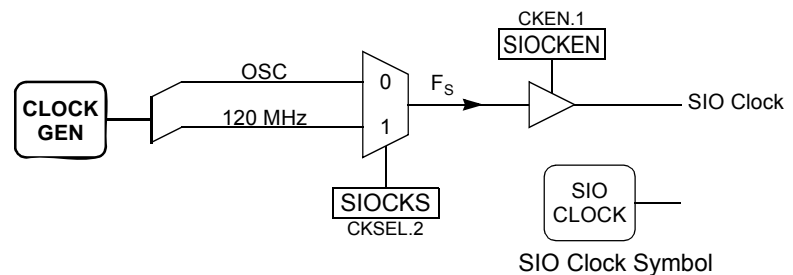 CKEN.1
SIOCKEN
OSC
0
F_S
CLOCK
GEN
SIO Clock
120 MHz
1
SIOCKS
CKSEL.2
SIO
CLOCK
SIO Clock Symbol